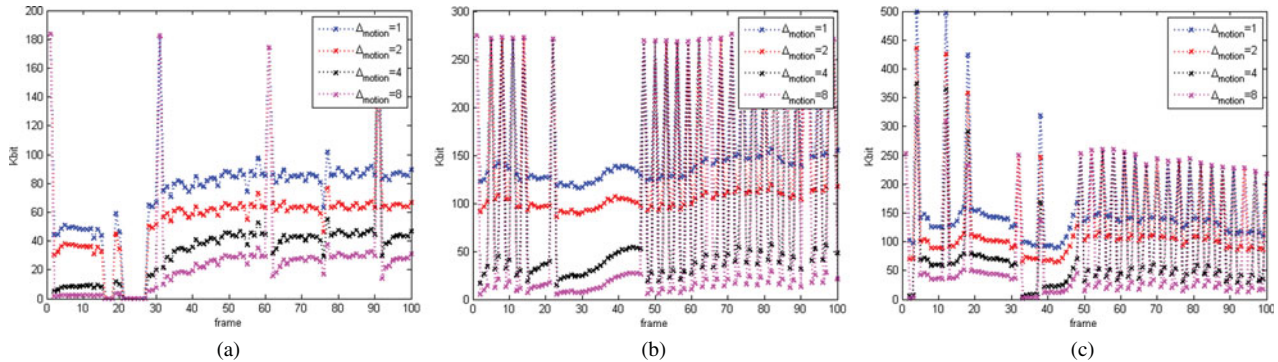 200
180
160
140
120
100
80
60
40
20
0
Kbit
0 10 20 30 40 50 60 70 80 90 100
frame
Δmotion=1
Δmotion=2
Δmotion=4
Δmotion=8
(a)
300
250
200
150
100
50
0
Kbit
0 10 20 30 40 50 60 70 80 90 100
frame
Δmotion=1
Δmotion=2
Δmotion=4
Δmotion=8
(b)
500
450
400
350
300
250
200
150
100
50
0
Kbit
0 10 20 30 40 50 60 70 80 90 100
frame
Δmotion=1
Δmotion=2
Δmotion=4
Δmotion=8
(c)